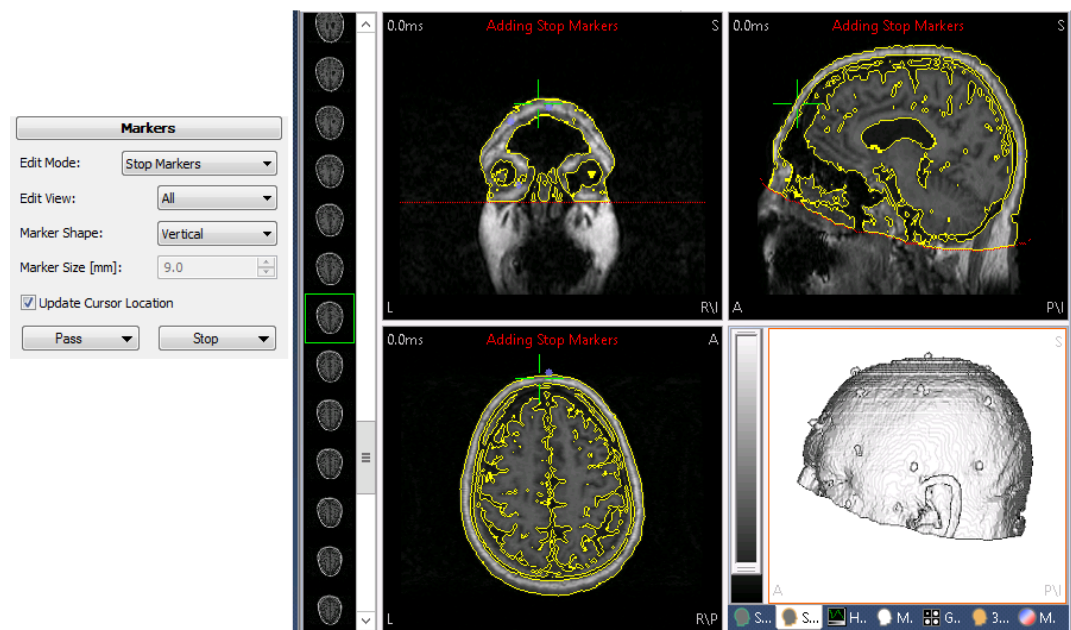 Markers
Edit Mode: Stop Markers
Edit View: All
Marker Shape: Vertical
Marker Size [mm]: 9.0
Update Cursor Location
Pass Stop
0.0ms Adding Stop Markers S
L R\I
0.0ms Adding Stop Markers S
A P\I
0.0ms Adding Stop Markers A
L R\P
S
A P\I
S... S... H.. M. G.. 3... M.